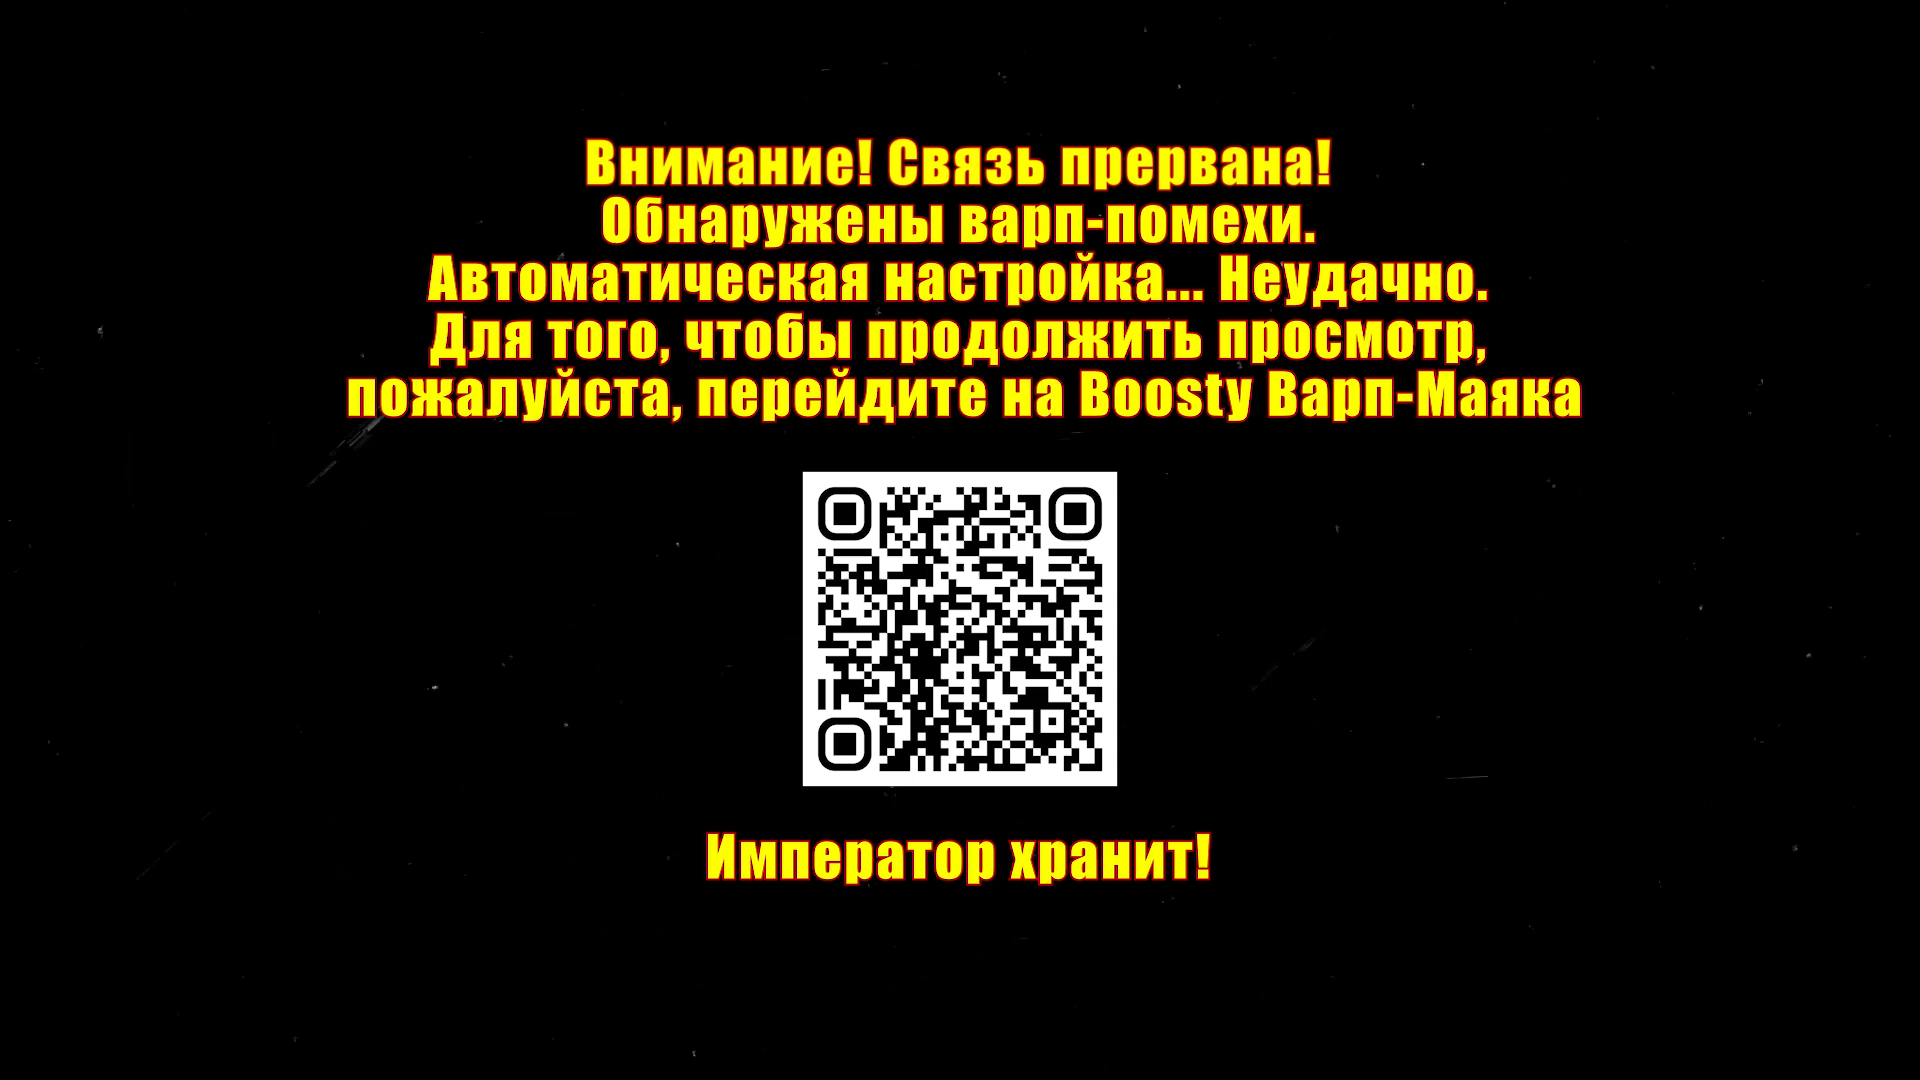 Внимание! Связь прервана!
Обнаружены варп-помехи.
Автоматическая настройка... Неудачно.
Для того, чтобы продолжить просмотр,
пожалуйста, перейдите на Boosty Варп-Маяка
Император хранит!